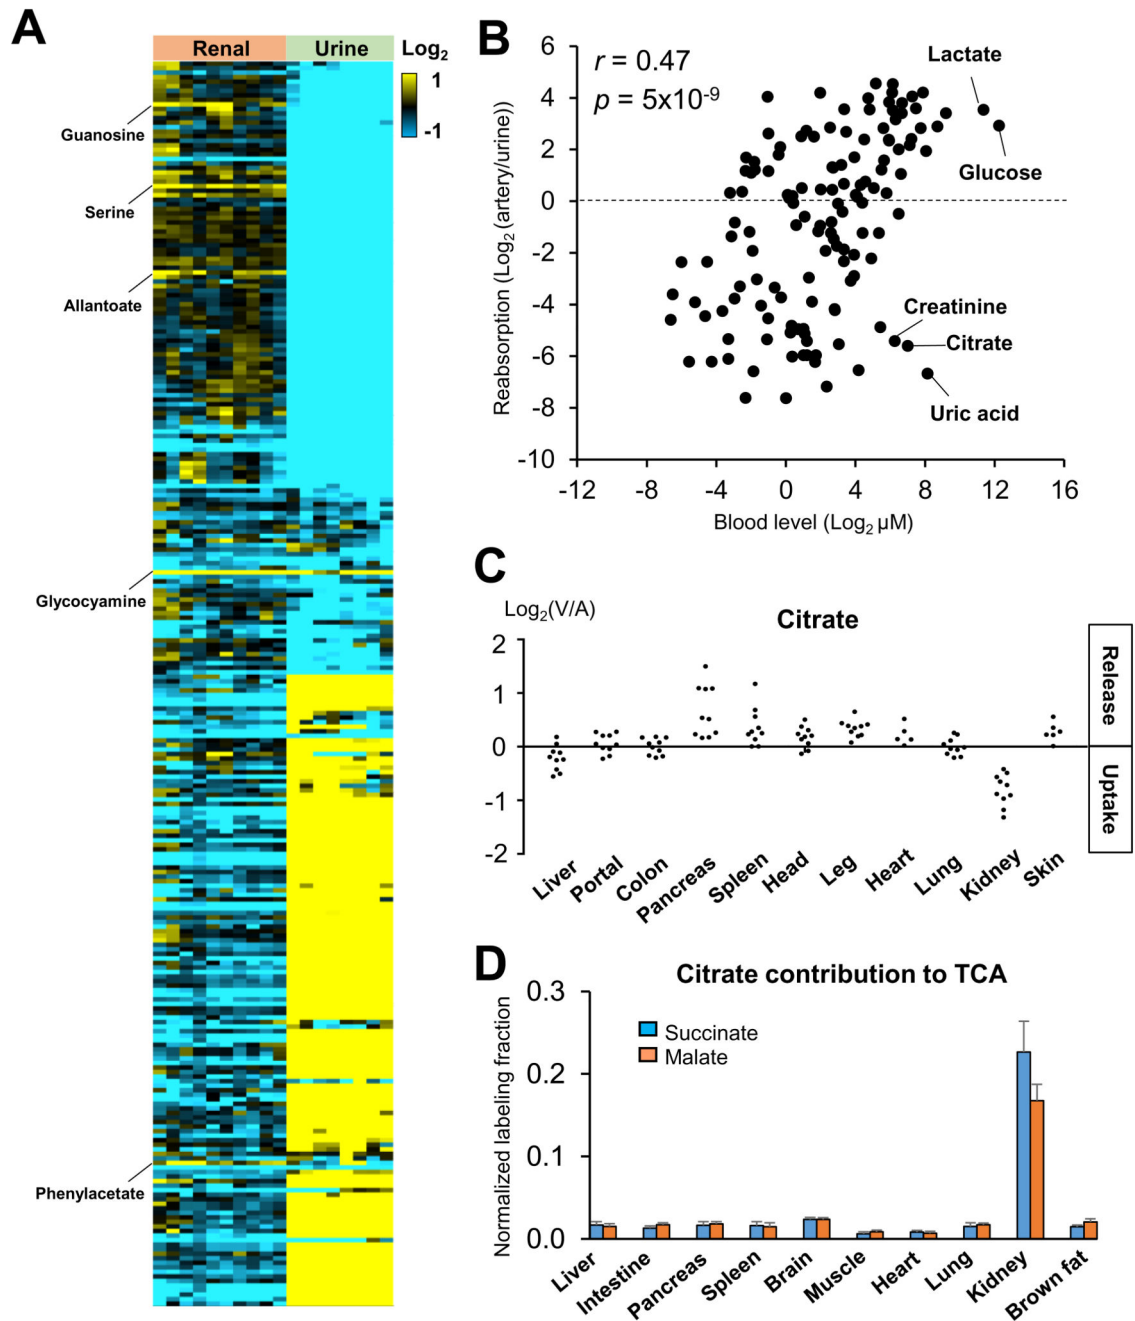 A
Renal
Urine
Log2
1
-1
Guanosine
Serine
Allantoate
Glycocyamine
Phenylacetate
B
r = 0.47
p = 5x10-9
Reabsorption (Log2 (artery/urine))
6
4
2
0
-2
-4
-6
-8
-10
Lactate
Glucose
Creatinine
Citrate
Uric acid
-12 -8 -4 0 4 8 12 16
Blood level (Log2 µM)
C
Log2(V/A)
Citrate
2
1
0
-1
-2
Release
Uptake
Liver Portal Colon Pancreas Spleen Head Leg Heart Lung Kidney Skin
D
Citrate contribution to TCA
Normalized labeling fraction
0.3
0.2
0.1
0.0
Succinate
Malate
Liver Intestine Pancreas Spleen Brain Muscle Heart Lung Kidney Brown fat